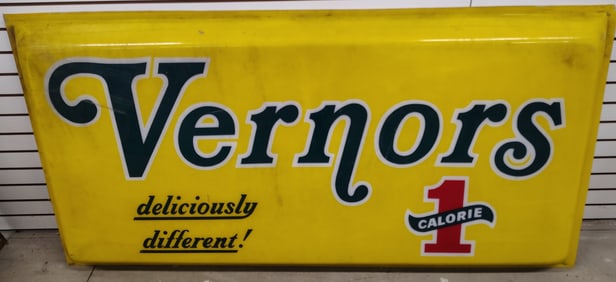 Vernors
deliciously
different!
1
CALORIE